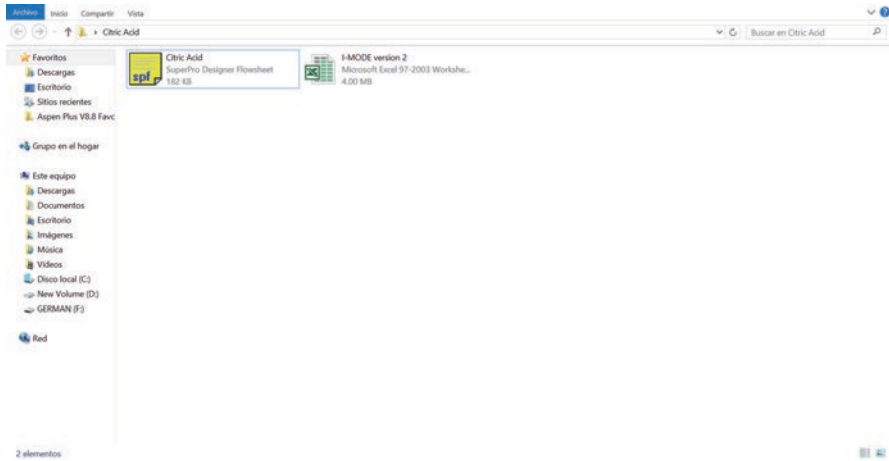 Archivo Inicio Compartir Vista
Citric Acid
Buscar en Citric Acid
Favoritos
Descargas
Escritorio
Sitios recientes
Aspen Plus V8.8 Favc
Grupo en el hogar
Este equipo
Descargas
Documentos
Escritorio
Imágenes
Música
Vídeos
Disco local (C:)
New Volume (D:)
GERMAN (F:)
Red
spf
Citric Acid
SuperPro Designer Flowsheet
182 KB
I-MODE version 2
Microsoft Excel 97-2003 Workshe...
4.00 MB
2 elementos